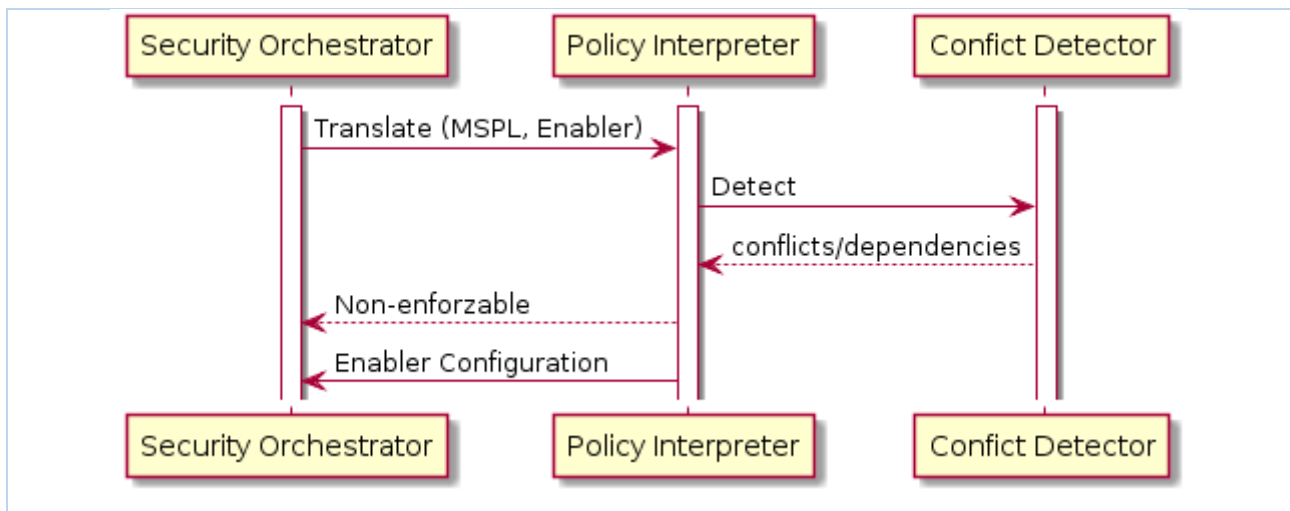 Security Orchestrator
Policy Interpreter
Confict Detector
Translate (MSPL, Enabler)
Detect
conflicts/dependencies
Non-enforzable
Enabler Configuration
Security Orchestrator
Policy Interpreter
Confict Detector